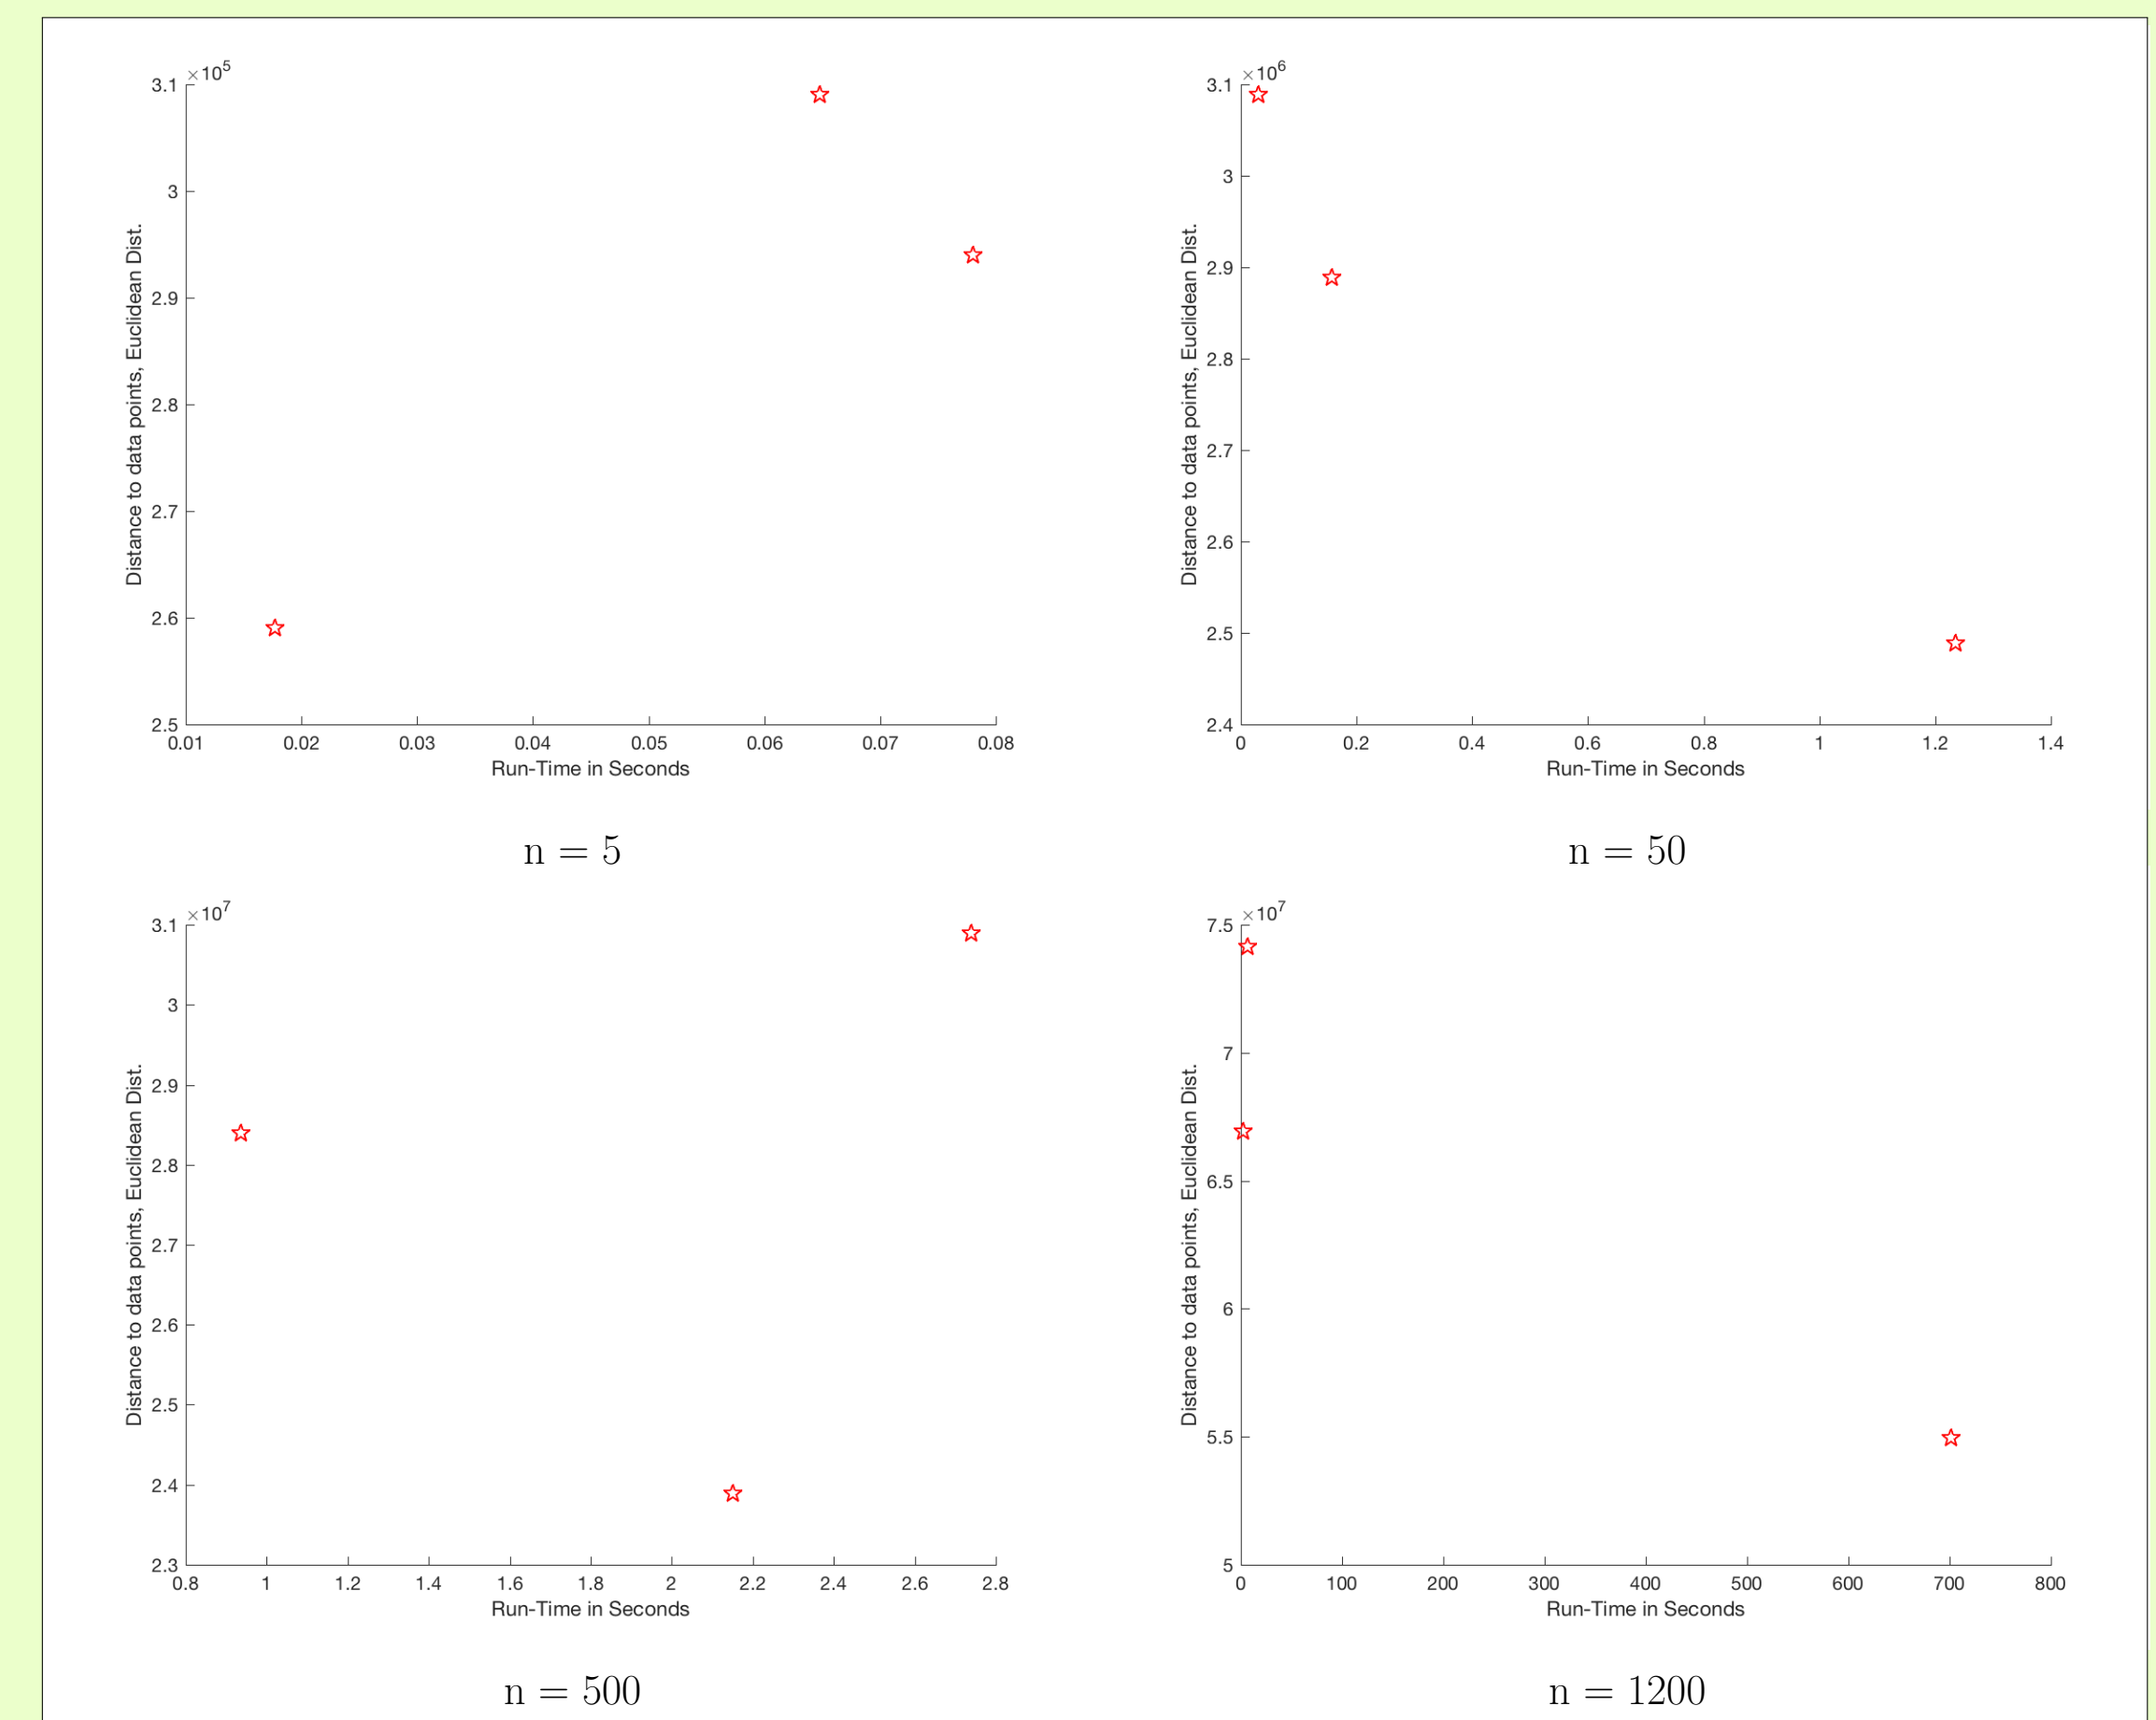 ×10^5
3.1
3
2.9
2.8
2.7
2.6
2.5
Distance to data points, Euclidean Dist.
0.01 0.02 0.03 0.04 0.05 0.06 0.07 0.08
Run-Time in Seconds
n = 5
×10^6
3.1
3
2.9
2.8
2.7
2.6
2.5
2.4
Distance to data points, Euclidean Dist.
0 0.2 0.4 0.6 0.8 1 1.2 1.4
Run-Time in Seconds
n = 50
×10^7
3.1
3
2.9
2.8
2.7
2.6
2.5
2.4
2.3
Distance to data points, Euclidean Dist.
0.8 1 1.2 1.4 1.6 1.8 2 2.2 2.4 2.6 2.8
Run-Time in Seconds
n = 500
×10^7
7.5
7
6.5
6
5.5
5
Distance to data points, Euclidean Dist.
0 100 200 300 400 500 600 700 800
Run-Time in Seconds
n = 1200